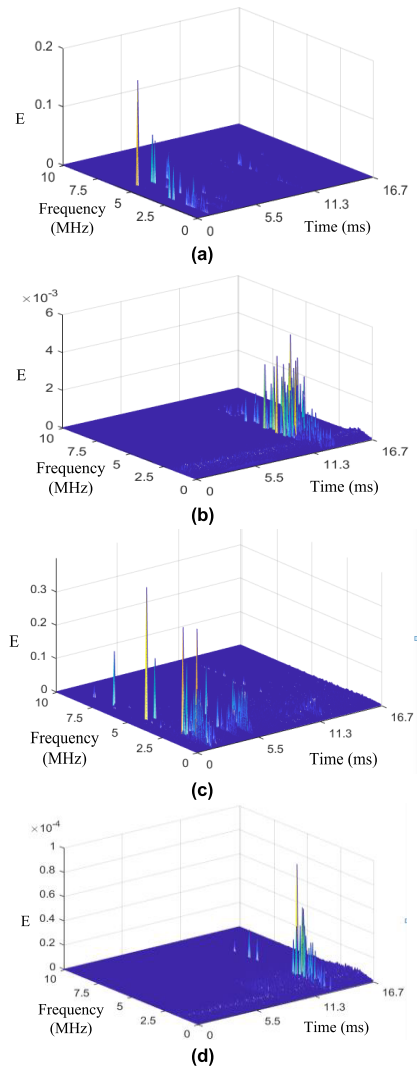 0.2
0.1
E
0
10
7.5
Frequency
(MHz)
5
2.5
0
0
5.5
11.3
16.7
Time (ms)
(a)
×10⁻³
6
4
E
2
0
10
7.5
Frequency
(MHz)
5
2.5
0
0
5.5
11.3
16.7
Time (ms)
(b)
0.3
0.2
E
0.1
0
10
7.5
Frequency
(MHz)
5
2.5
0
0
5.5
11.3
16.7
Time (ms)
(c)
×10⁻⁴
1
0.8
0.6
E
0.4
0.2
0
10
7.5
Frequency
(MHz)
5
2.5
0
0
5.5
11.3
16.7
Time (ms)
(d)